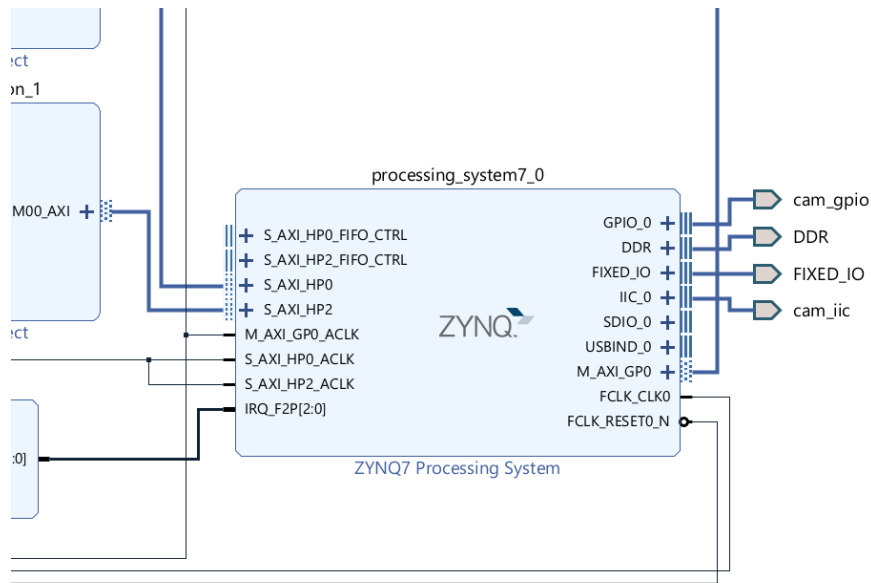 ect
on_1
M00_AXI
ect
:0]
processing_system7_0
S_AXI_HP0_FIFO_CTRL
S_AXI_HP2_FIFO_CTRL
S_AXI_HP0
S_AXI_HP2
M_AXI_GP0_ACLK
S_AXI_HP0_ACLK
S_AXI_HP2_ACLK
IRQ_F2P[2:0]
ZYNQ.
GPIO_0
DDR
FIXED_IO
IIC_0
SDIO_0
USBIND_0
M_AXI_GP0
FCLK_CLK0
FCLK_RESET0_N
ZYNQ7 Processing System
cam_gpio
DDR
FIXED_IO
cam_iic